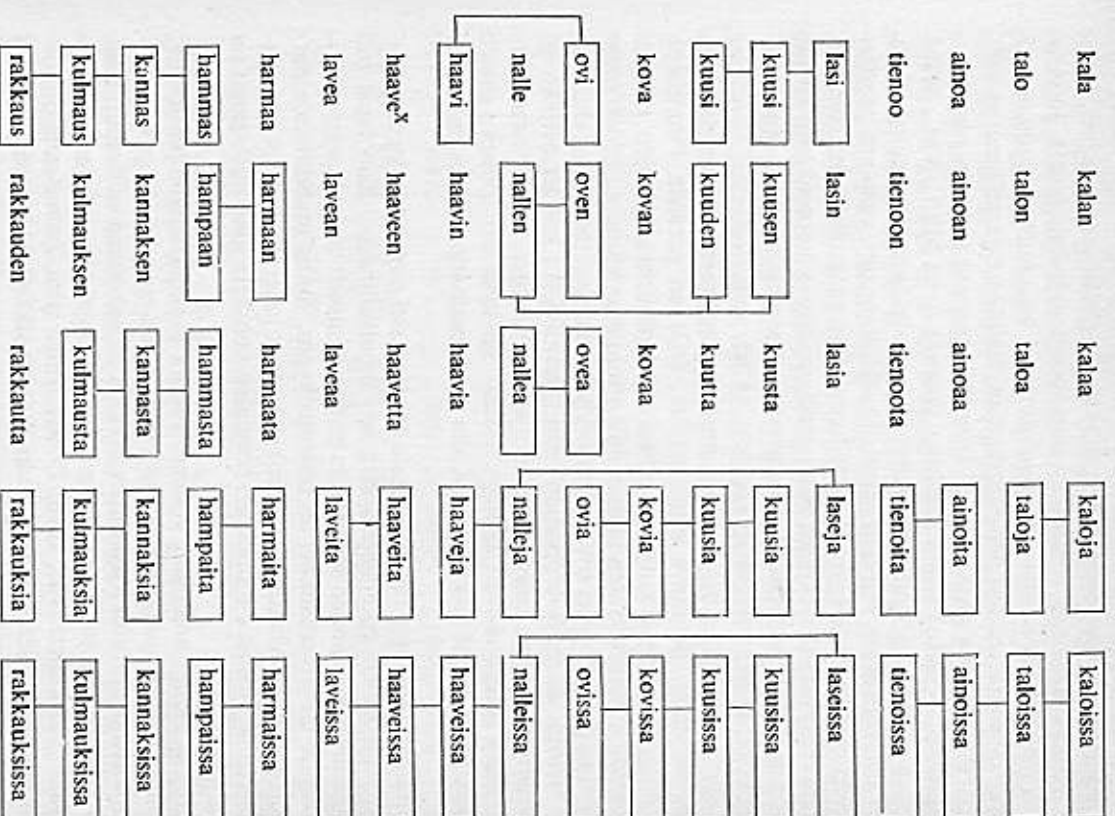 kala kalan kalaa kaloja kaloissa
talo talon taloa taloja taloissa
ainoa ainoan ainoaa ainoita ainoissa
tienoo tienoon tienoota tienoita tienoissa
lasi lasin lasia laseja laseissa
kuusi kuusen kuusta kuusia kuusissa
kuusi kuuden kuutta kuusia kuusissa
kova kovan kovaa kovia kovissa
ovi oven ovea ovia ovissa
nalle nallen nallea nalleja nalleissa
haavi haavin haavia haaveja haaveissa
haaveˣ haaveen haavetta haaveita haaveissa
lavea lavean laveaa laveita laveissa
harmaa harmaan harmaata harmaita harmaissa
hammas hampaan hammasta hampaita hampaissa
kannas kannaksen kannasta kannaksia kannaksissa
kulmaus kulmauksen kulmausta kulmauksia kulmauksissa
rakkaus rakkauden rakkautta rakkauksia rakkauksissa